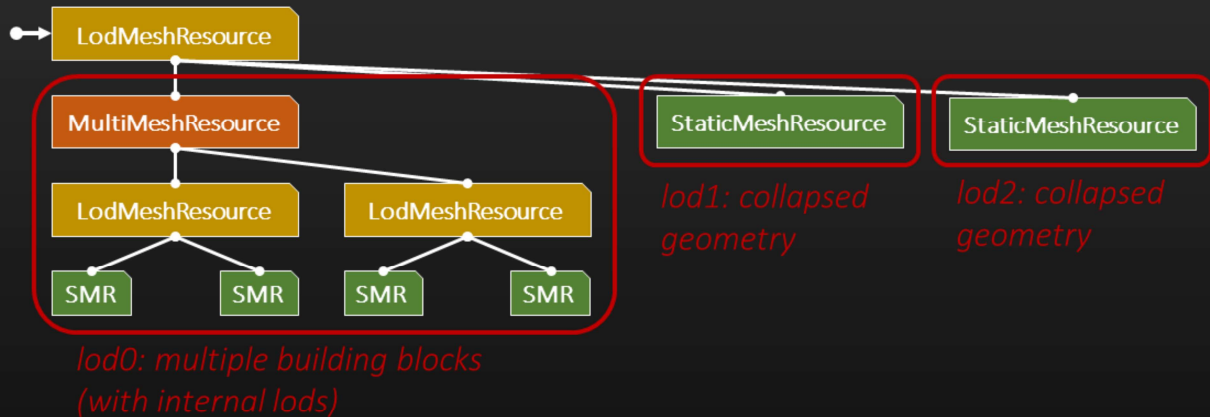 LodMeshResource
MultiMeshResource
StaticMeshResource
StaticMeshResource
LodMeshResource
LodMeshResource
lod1: collapsed
geometry
lod2: collapsed
geometry
SMR
SMR
SMR
SMR
lod0: multiple building blocks
(with internal lods)